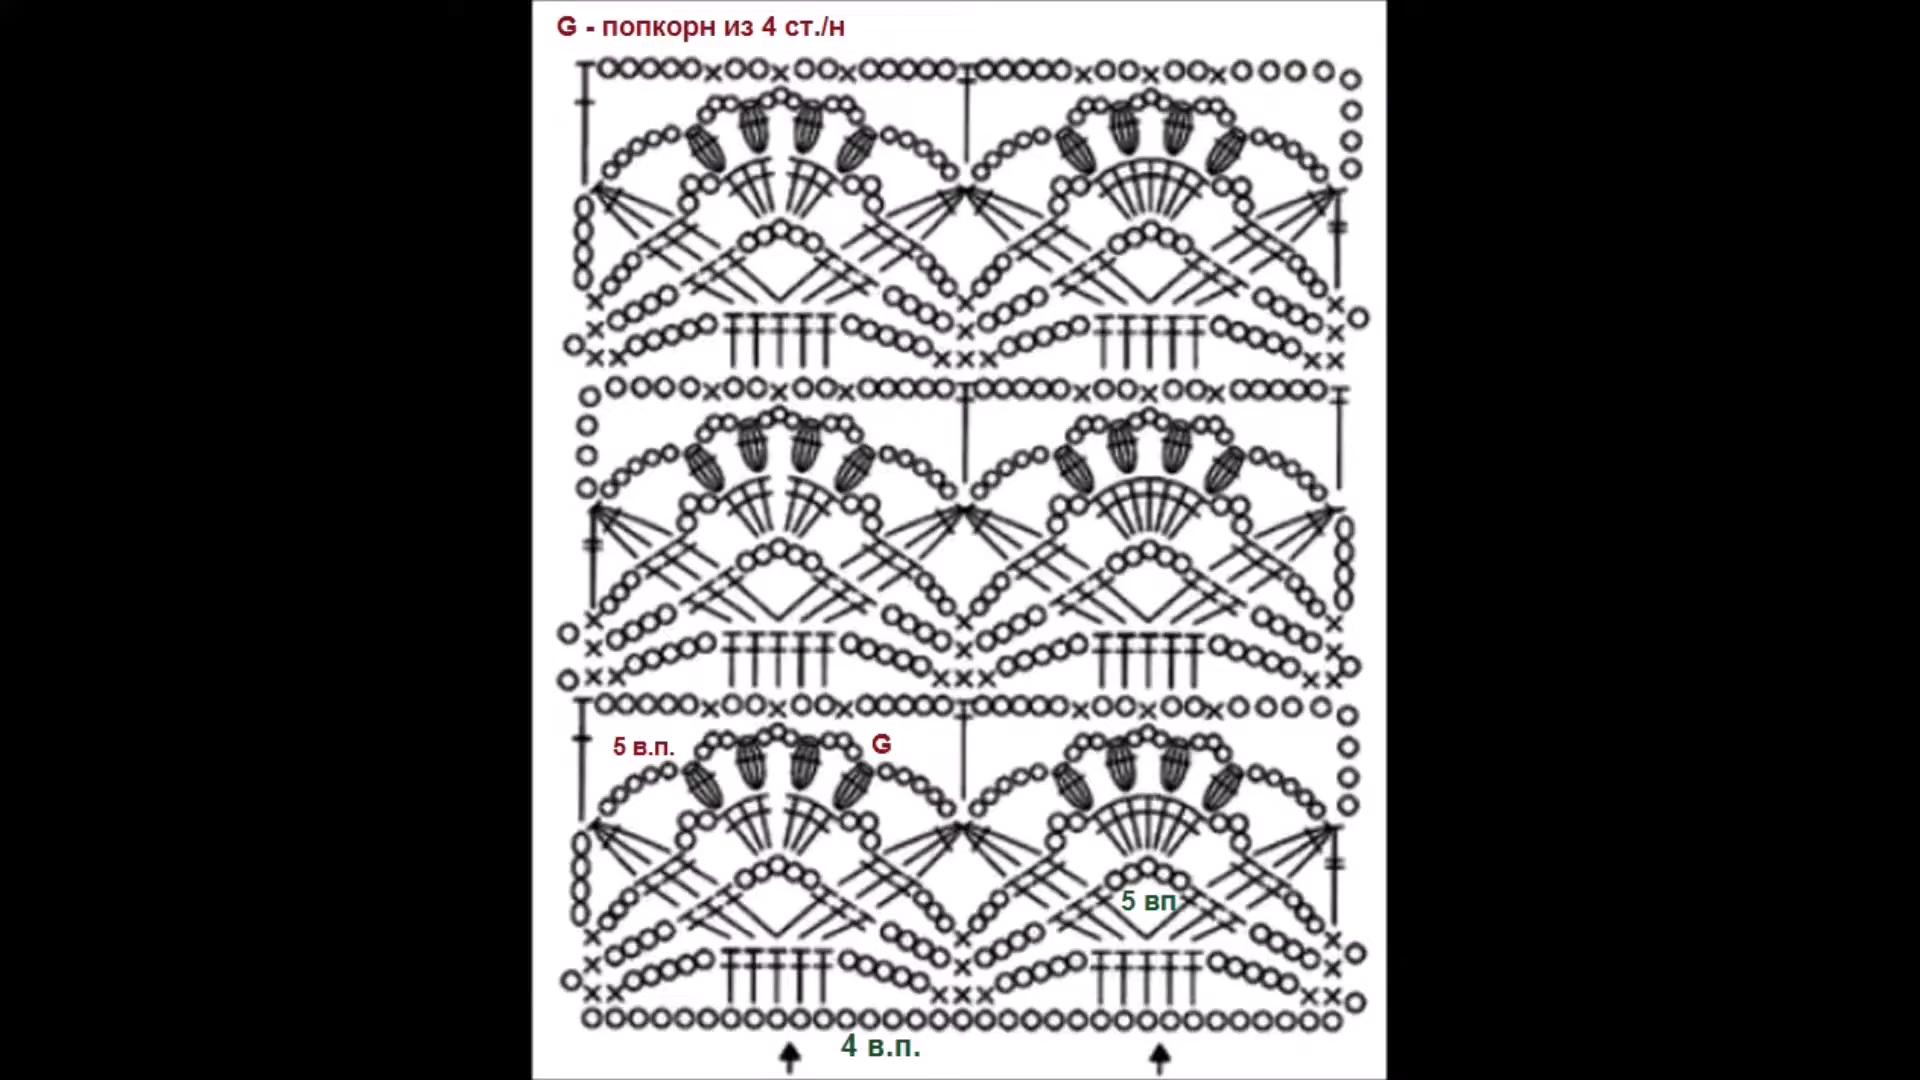 G - попкорн из 4 ст./н
5 в.п.
G
5 вп
4 в.п.